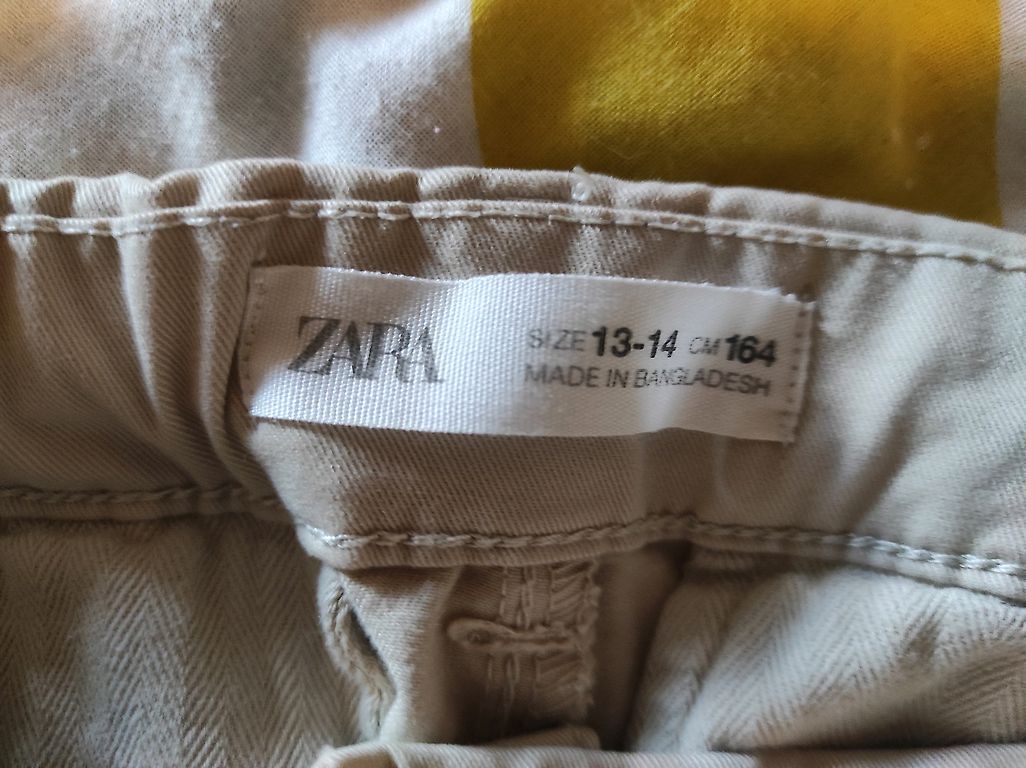 ZARA
SIZE 13-14 CM 164
MADE IN BANGLADESH